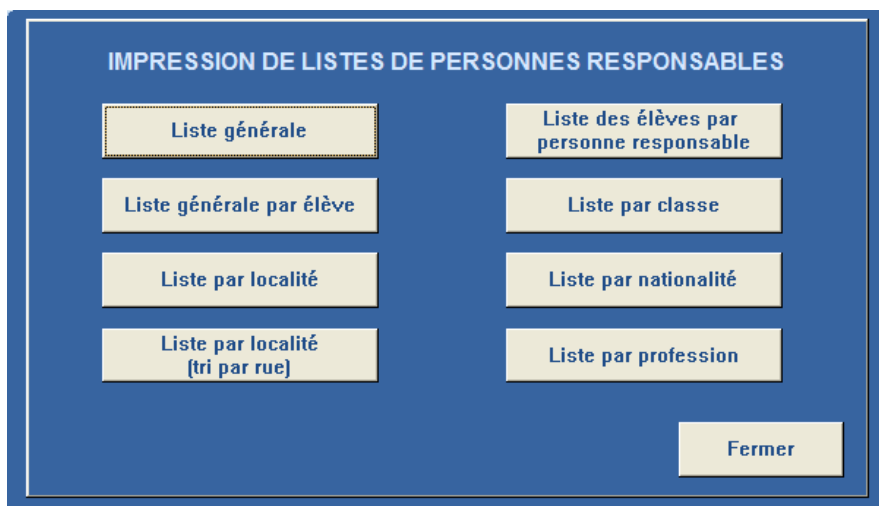 IMPRESSION DE LISTES DE PERSONNES RESPONSABLES
Liste générale
Liste des élèves par
personne responsable
Liste générale par élève
Liste par classe
Liste par localité
Liste par nationalité
Liste par localité
(tri par rue)
Liste par profession
Fermer